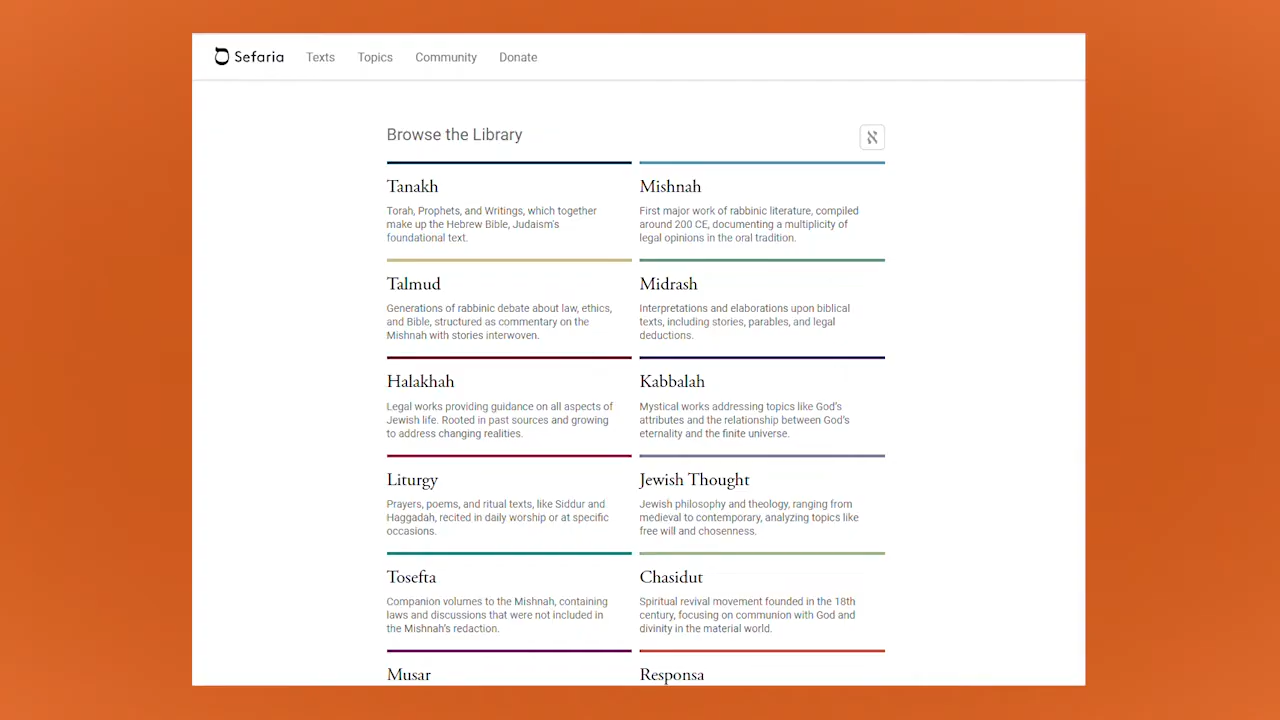 Sefaria Texts Topics Community Donate
Browse the Library
א
Tanakh
Torah, Prophets, and Writings, which together
make up the Hebrew Bible, Judaism's
foundational text.
Mishnah
First major work of rabbinic literature, compiled
around 200 CE, documenting a multiplicity of
legal opinions in the oral tradition.
Talmud
Generations of rabbinic debate about law, ethics,
and Bible, structured as commentary on the
Mishnah with stories interwoven.
Midrash
Interpretations and elaborations upon biblical
texts, including stories, parables, and legal
deductions.
Halakhah
Legal works providing guidance on all aspects of
Jewish life. Rooted in past sources and growing
to address changing realities.
Kabbalah
Mystical works addressing topics like God's
attributes and the relationship between God's
eternality and the finite universe.
Liturgy
Prayers, poems, and ritual texts, like Siddur and
Haggadah, recited in daily worship or at specific
occasions.
Jewish Thought
Jewish philosophy and theology, ranging from
medieval to contemporary, analyzing topics like
free will and chosenness.
Tosefta
Companion volumes to the Mishnah, containing
laws and discussions that were not included in
the Mishnah's redaction.
Chasidut
Spiritual revival movement founded in the 18th
century, focusing on communion with God and
divinity in the material world.
Musar
Responsa